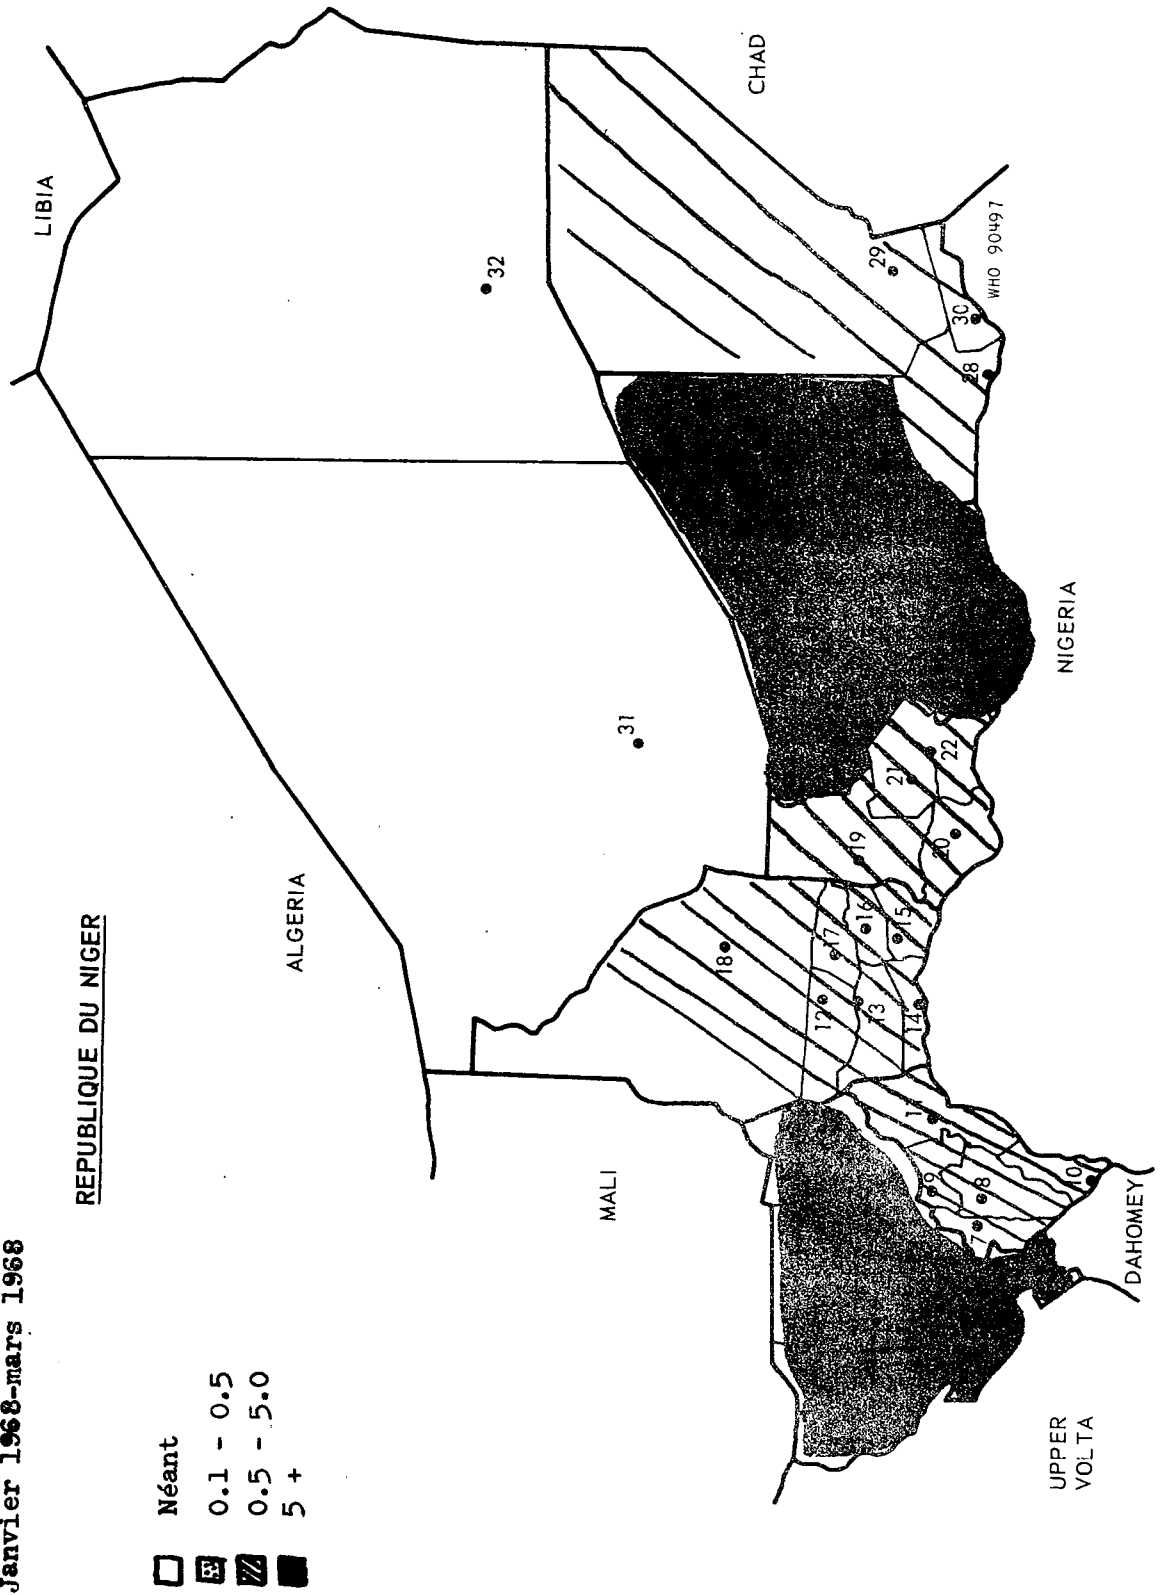 Janvier 1968-mars 1968
REPUBLIQUE DU NIGER
Néant
0.1 - 0.5
0.5 - 5.0
5 +
LIBIA
ALGERIA
CHAD
MALI
NIGERIA
UPPER
VOLTA
DAHOMEY
WHO 90497
32
31
29
30
28
18
17
16
15
12
13
14
19
21
22
20
11
9
8
7
10